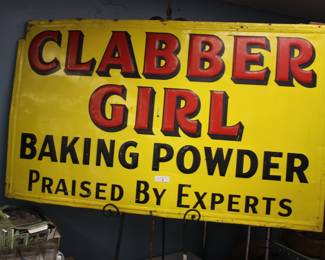 CLABBER
GIRL
BAKING POWDER
PRAISED BY EXPERTS